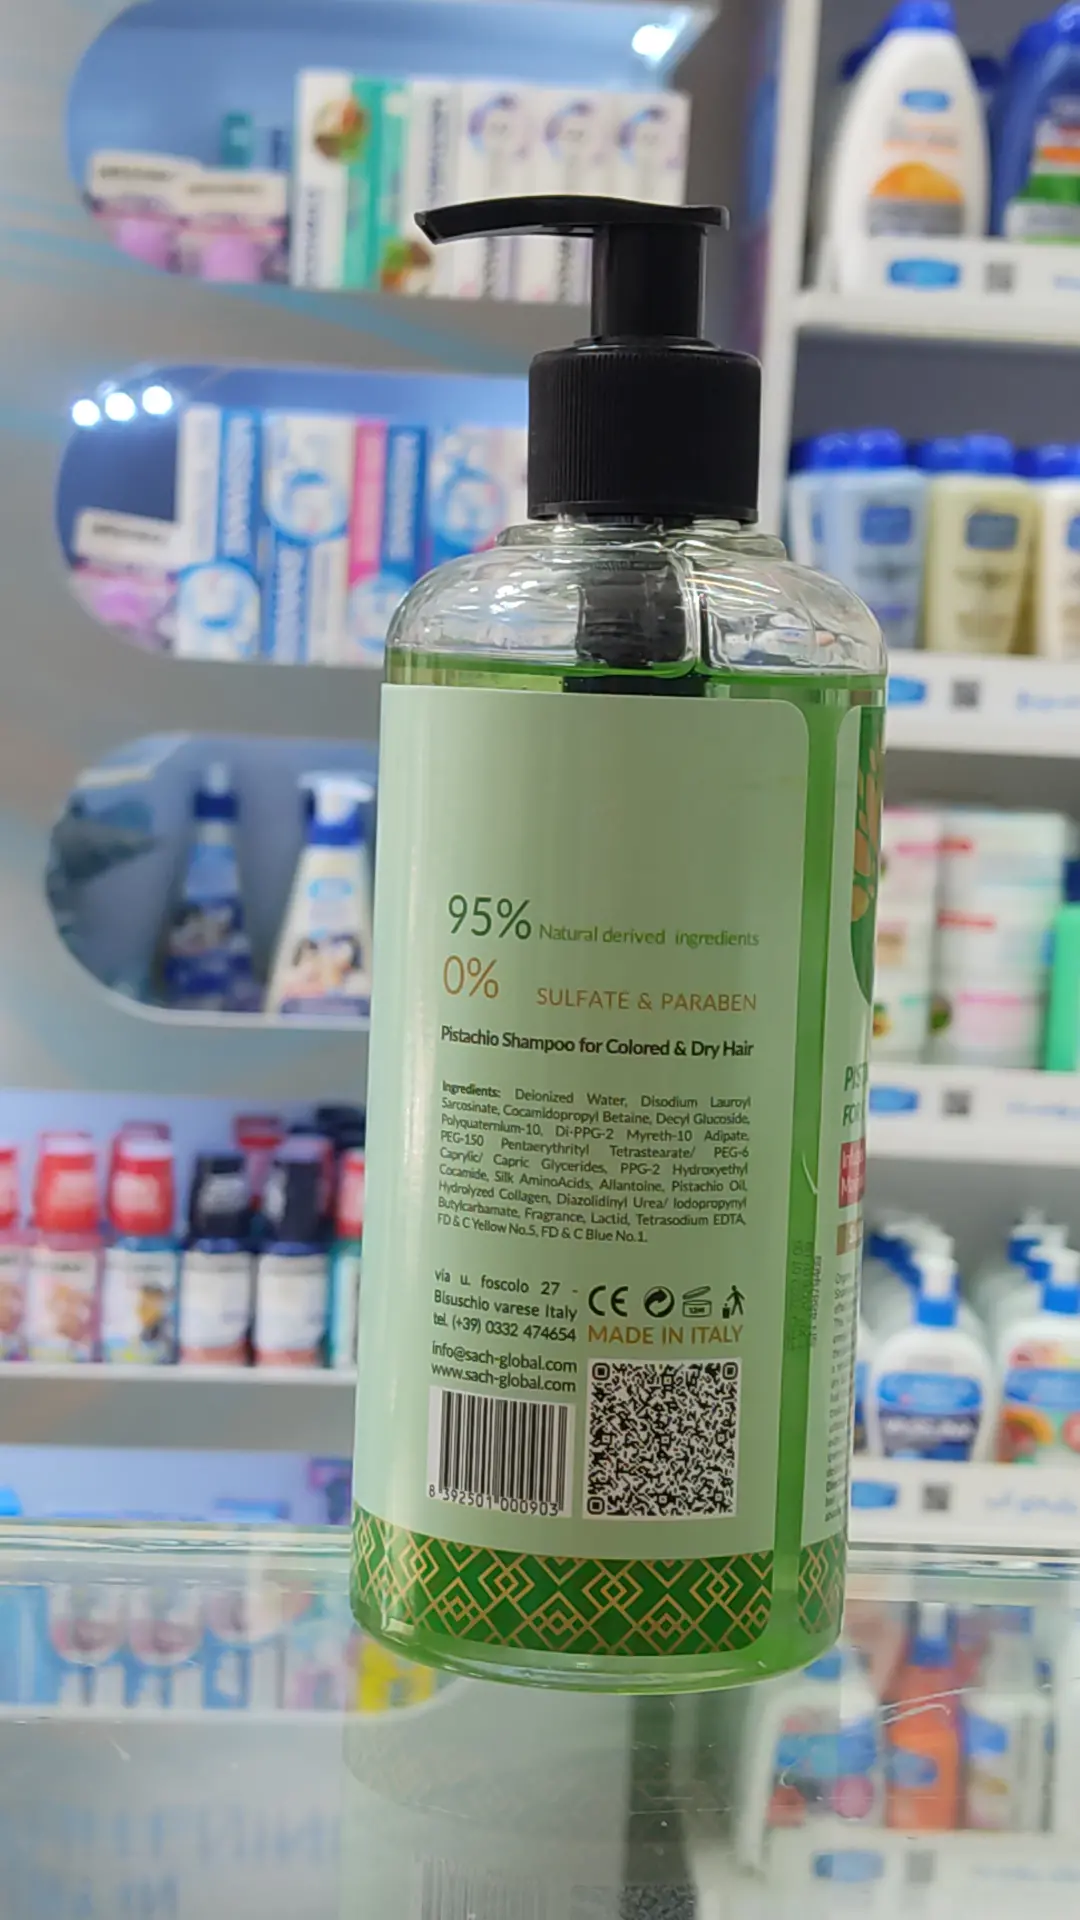 95% Natural derived ingredients
0% SULFATE & PARABEN
Pistachio Shampoo for Colored & Dry Hair
Ingredients: Deionized Water, Disodium Lauroyl
Sarcosinate, Cocamidopropyl Betaine, Decyl Glucoside,
Polyquaternium-10, Di-PPG-2 Myreth-10 Adipate,
PEG-150 Pentaerythrityl Tetrastearate/ PEG-6
Caprylic/ Capric Glycerides, PPG-2 Hydroxyethyl
Cocamide, Silk AminoAcids, Allantoine, Pistachio Oil,
Hydrolyzed Collagen, Diazolidinyl Urea/ Iodopropynyl
Butylcarbamate, Fragrance, Lactid, Tetrasodium EDTA,
FD & C Yellow No.5, FD & C Blue No.1.
via u. foscolo 27 -
Bisuschio varese Italy
tel. (+39) 0332 474654
info@sach-global.com
www.sach-global.com
CE
12M
MADE IN ITALY
8 392501 000903